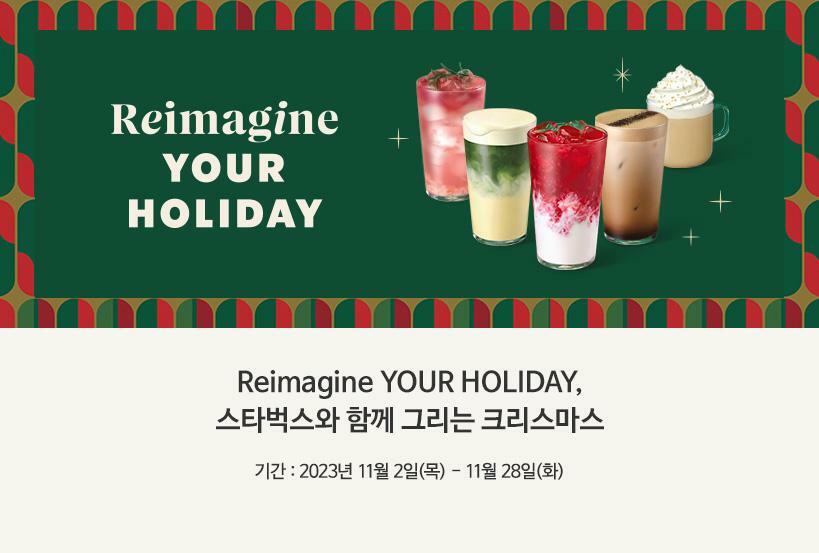 Reimagine
YOUR
HOLIDAY
Reimagine YOUR HOLIDAY,
스타벅스와 함께 그리는 크리스마스
기간 : 2023년 11월 2일(목) - 11월 28일(화)